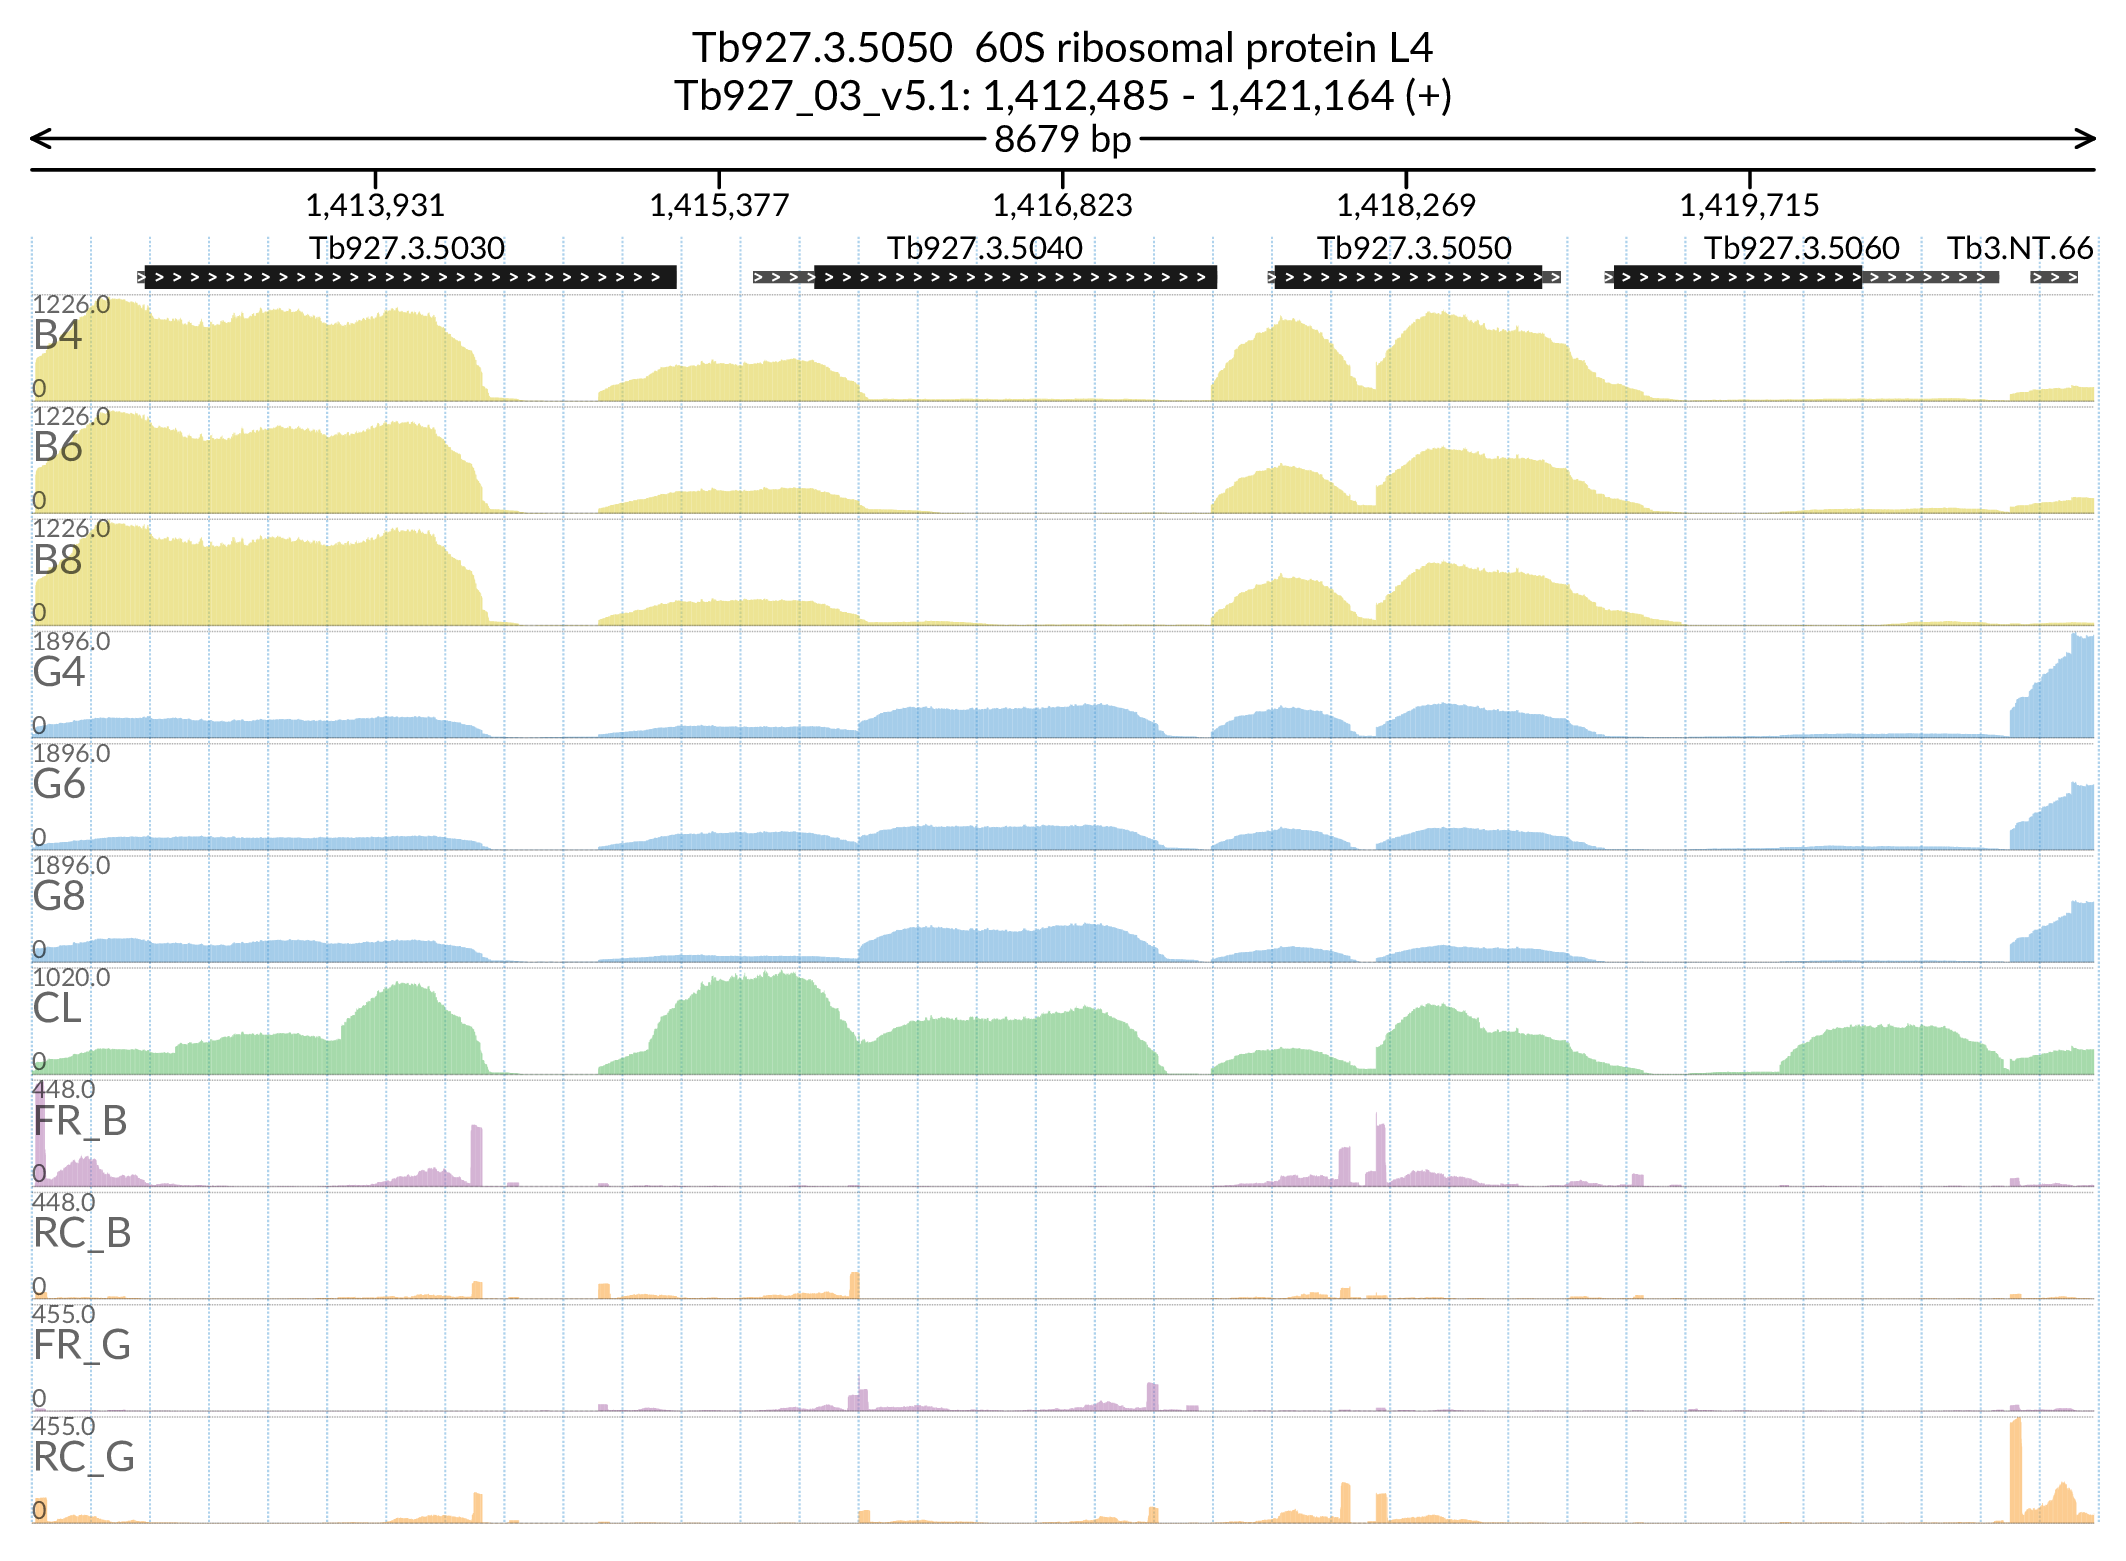 Tb927.3.5050  60S ribosomal protein L4
Tb927_03_v5.1: 1,412,485 - 1,421,164 (+)
8679 bp
1,413,931 1,415,377 1,416,823 1,418,269 1,419,715
Tb927.3.5030 Tb927.3.5040 Tb927.3.5050 Tb927.3.5060 Tb3.NT.66
1226.0
B4
0
1226.0
B6
0
1226.0
B8
0
1896.0
G4
0
1896.0
G6
0
1896.0
G8
0
1020.0
CL
0
448.0
FR_B
0
448.0
RC_B
0
455.0
FR_G
0
455.0
RC_G
0